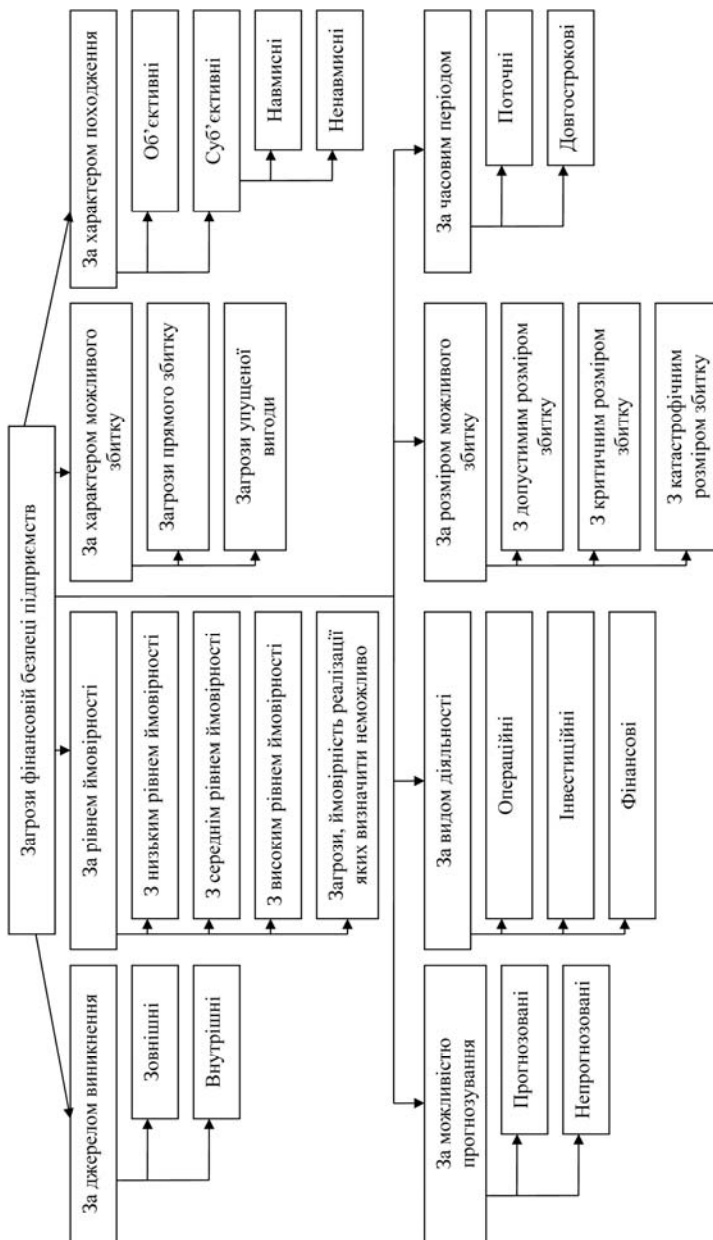 Загрози фінансовій безпеці підприємств
За джерелом виникнення
Зовнішні
Внутрішні
За рівнем ймовірності
З низьким рівнем ймовірності
З середнім рівнем ймовірності
З високим рівнем ймовірності
Загрози, ймовірність реалізації
яких визначити неможливо
За характером можливого
збитку
Загрози прямого збитку
Загрози упущеної
вигоди
За характером походження
Об’єктивні
Суб’єктивні
Навмисні
Ненавмисні
За можливістю
прогнозування
Прогнозовані
Непрогнозовані
За видом діяльності
Операційні
Інвестиційні
Фінансові
За розміром можливого
збитку
З допустимим розміром
збитку
З критичним розміром
збитку
З катастрофічним
розміром збитку
За часовим періодом
Поточні
Довгострокові